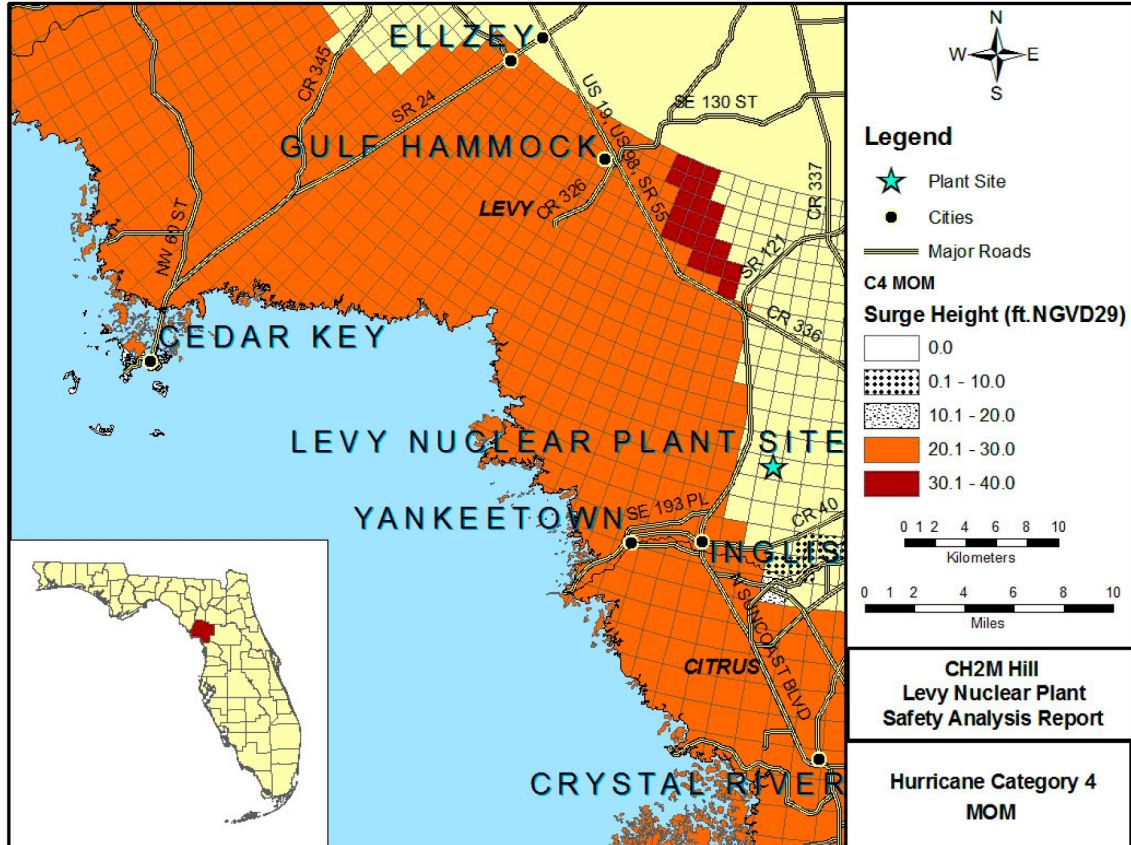 ELLZEY
CR 345
SR 24
US 19, US 98, SR 55
SE 130 ST
GULF HAMMOCK
CR 337
LEVY
CR 326
NW 60 ST
SR 121
CR 336
CEDAR KEY
LEVY NUCLEAR PLANT SITE
SE 193 PL
YANKEETOWN
CR 40
INGLIS
N SUNCOAST BLVD
CITRUS
CRYSTAL RIVER
N
W E
S
Legend
Plant Site
Cities
Major Roads
C4 MOM
Surge Height (ft.NGVD29)
0.0
0.1 - 10.0
10.1 - 20.0
20.1 - 30.0
30.1 - 40.0
0 1 2 4 6 8 10
Kilometers
0 1 2 4 6 8 10
Miles
CH2M Hill
Levy Nuclear Plant
Safety Analysis Report
Hurricane Category 4
MOM